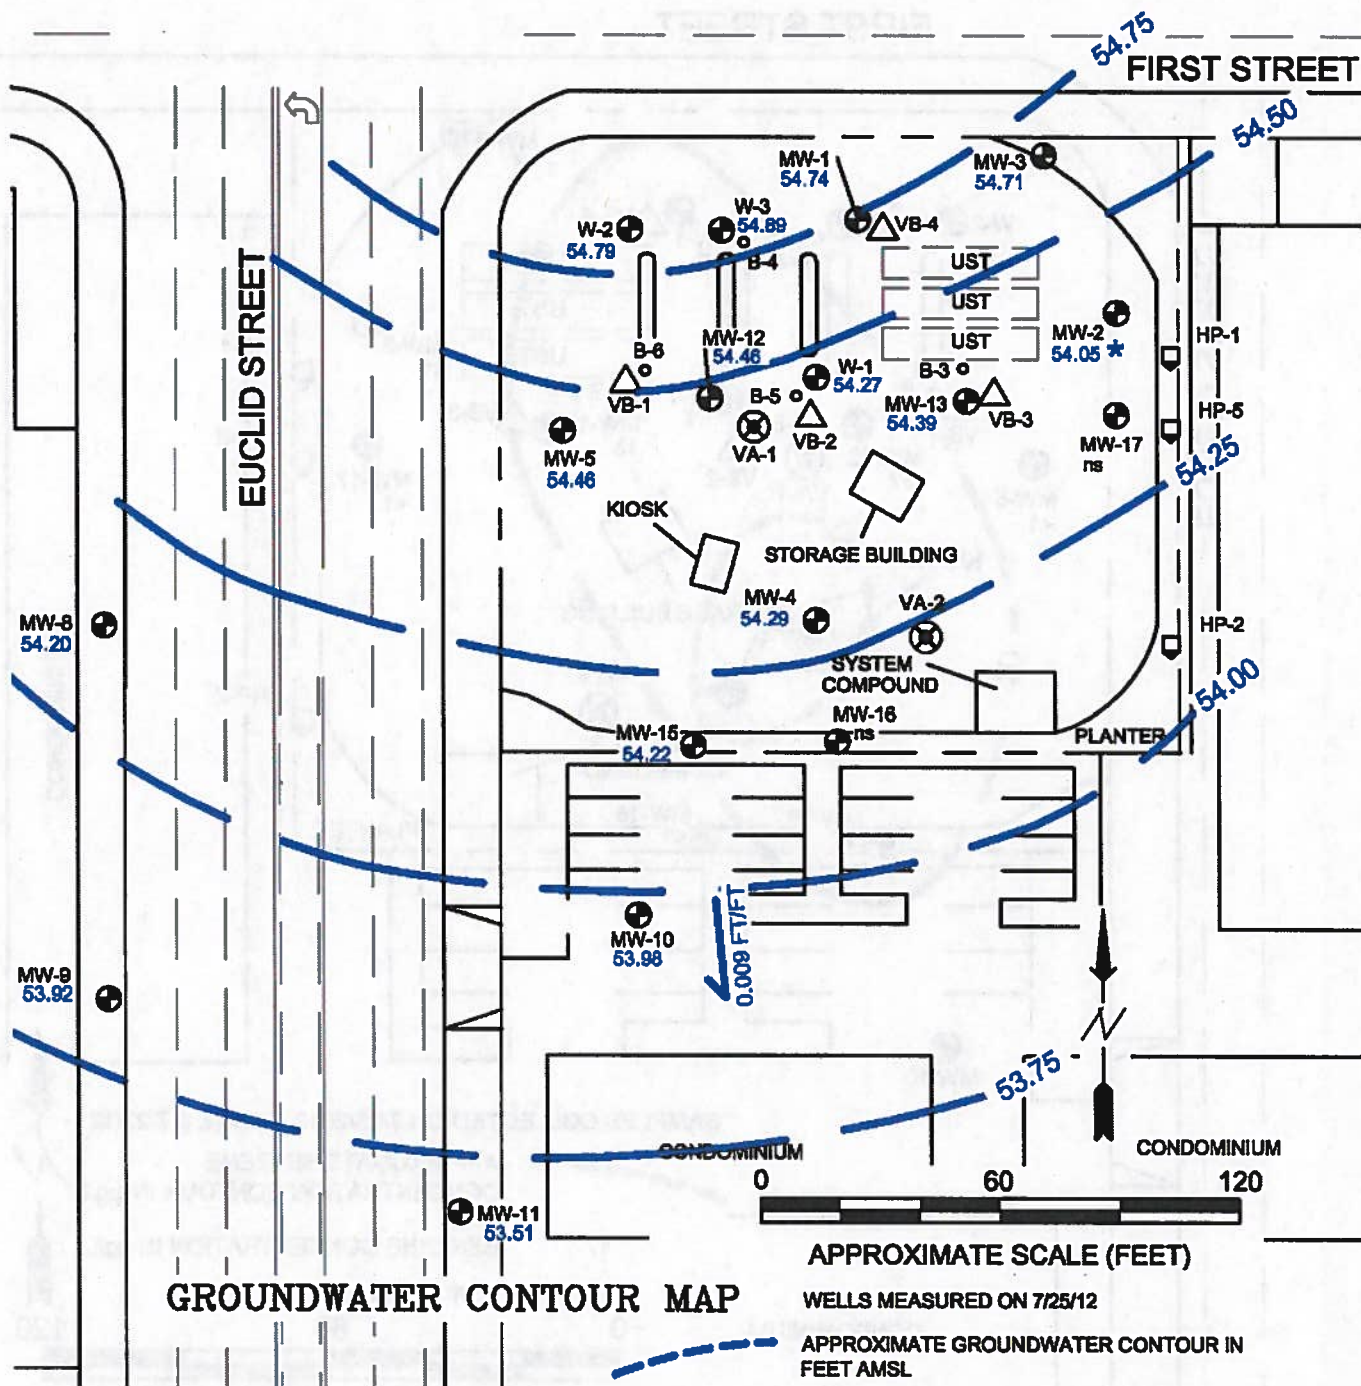 54.75
FIRST STREET
54.50
MW-1
54.74
MW-3
54.71
W-3
54.89
W-2
54.79
VB-4
B-4
UST
UST
UST
EUCLID STREET
MW-2
54.05 *
HP-1
MW-12
54.46
B-6
W-1
54.27
B-3
VB-1
B-5
MW-13
54.39
VB-3
HP-5
VB-2
VA-1
MW-5
54.46
MW-17
ns
54.25
KIOSK
STORAGE BUILDING
MW-4
54.29
VA-2
MW-8
54.20
HP-2
SYSTEM
COMPOUND
54.00
MW-16
ns
MW-15
54.22
PLANTER
0.009 FT/FT
MW-10
53.98
MW-9
53.92
N
53.75
CONDOMINIUM
CONDOMINIUM
0 60 120
MW-11
53.51
APPROXIMATE SCALE (FEET)
GROUNDWATER CONTOUR MAP
WELLS MEASURED ON 7/25/12
APPROXIMATE GROUNDWATER CONTOUR IN
FEET AMSL